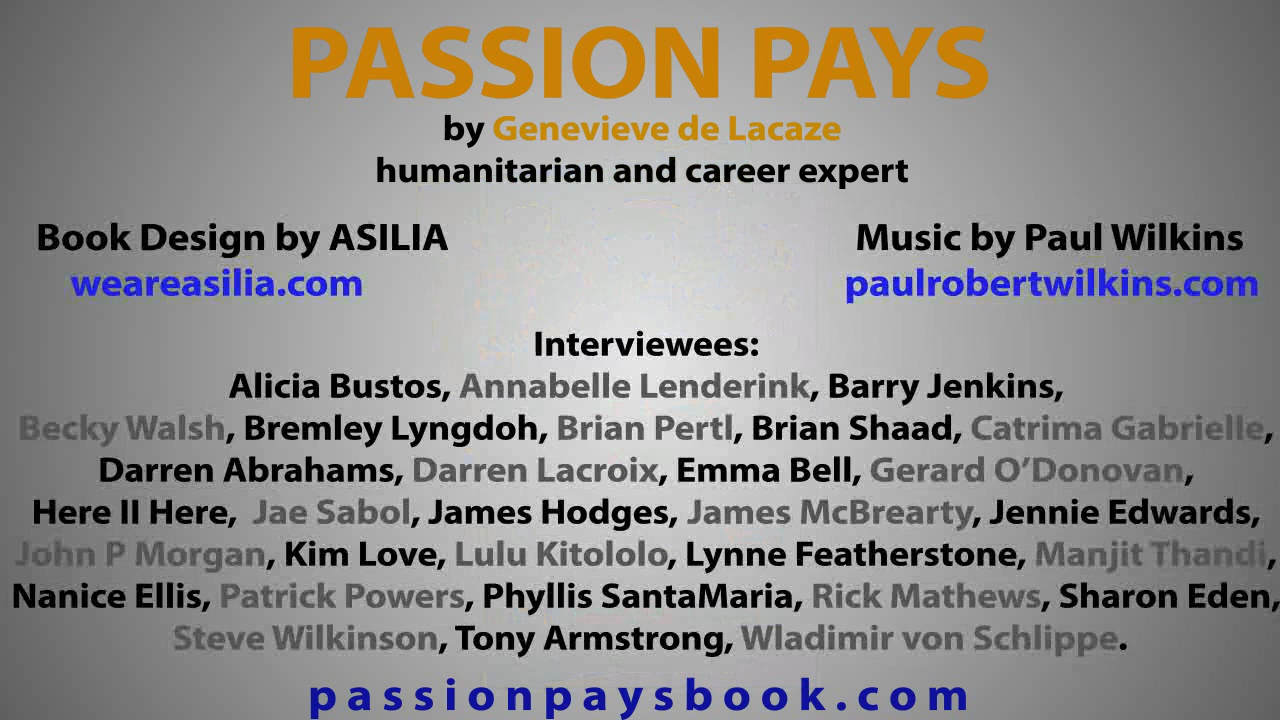 PASSION PAYS
by Genevieve de Lacaze
humanitarian and career expert
Book Design by ASILIA
weareasilia.com
Music by Paul Wilkins
paulrobertwilkins.com
Interviewees:
Alicia Bustos, Annabelle Lenderink, Barry Jenkins,
Becky Walsh, Bremley Lyngdoh, Brian Pertl, Brian Shaad, Catrima Gabrielle,
Darren Abrahams, Darren Lacroix, Emma Bell, Gerard O’Donovan,
Here II Here, Jae Sabol, James Hodges, James McBrearty, Jennie Edwards,
John P Morgan, Kim Love, Lulu Kitololo, Lynne Featherstone, Manjit Thandi,
Nanice Ellis, Patrick Powers, Phyllis SantaMaria, Rick Mathews, Sharon Eden,
Steve Wilkinson, Tony Armstrong, Wladimir von Schlippe.
passionpaysbook.com